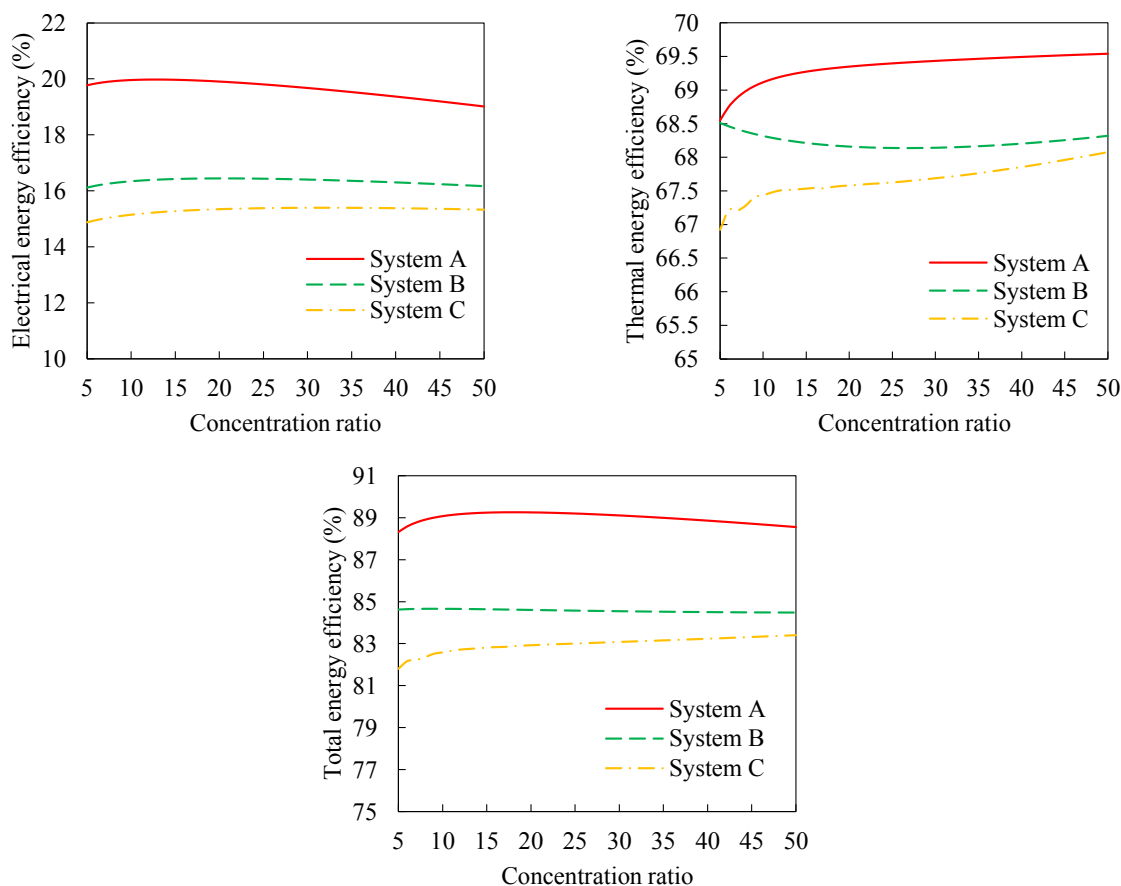 Electrical energy efficiency (%)
22
20
18
16
14
12
10
System A
System B
System C
5 10 15 20 25 30 35 40 45 50
Concentration ratio
Thermal energy efficiency (%)
70
69.5
69
68.5
68
67.5
67
66.5
66
65.5
65
System A
System B
System C
5 10 15 20 25 30 35 40 45 50
Concentration ratio
Total energy efficiency (%)
91
89
87
85
83
81
79
77
75
System A
System B
System C
5 10 15 20 25 30 35 40 45 50
Concentration ratio